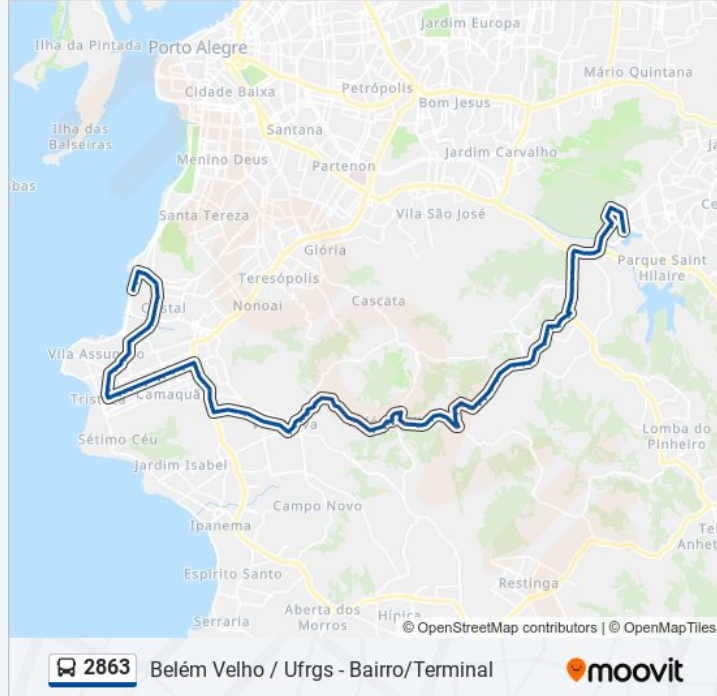 Jardim Europa
Ilha da Pintada
Porto Alegre
Mário Quintana
Cidade Baixa
Petrópolis
Bom Jesus
Ilha das
Balseiras
Santana
Jardim Carvalho
Menino Deus
Partenon
Santa Tereza
Vila São José
Glória
Parque Saint
Hilaire
Teresópolis
Cascata
Nonoai
Vila Assunção
Camaquã
Sétimo Céu
Lomba do
Pinheiro
Jardim Isabel
Campo Novo
Ipanema
Espírito Santo
Restinga
Aberta dos
Morros
Hípica
Serraria
© OpenStreetMap contributors | © OpenMapTiles
2863 Belém Velho / Ufrgs - Bairro/Terminal moovit